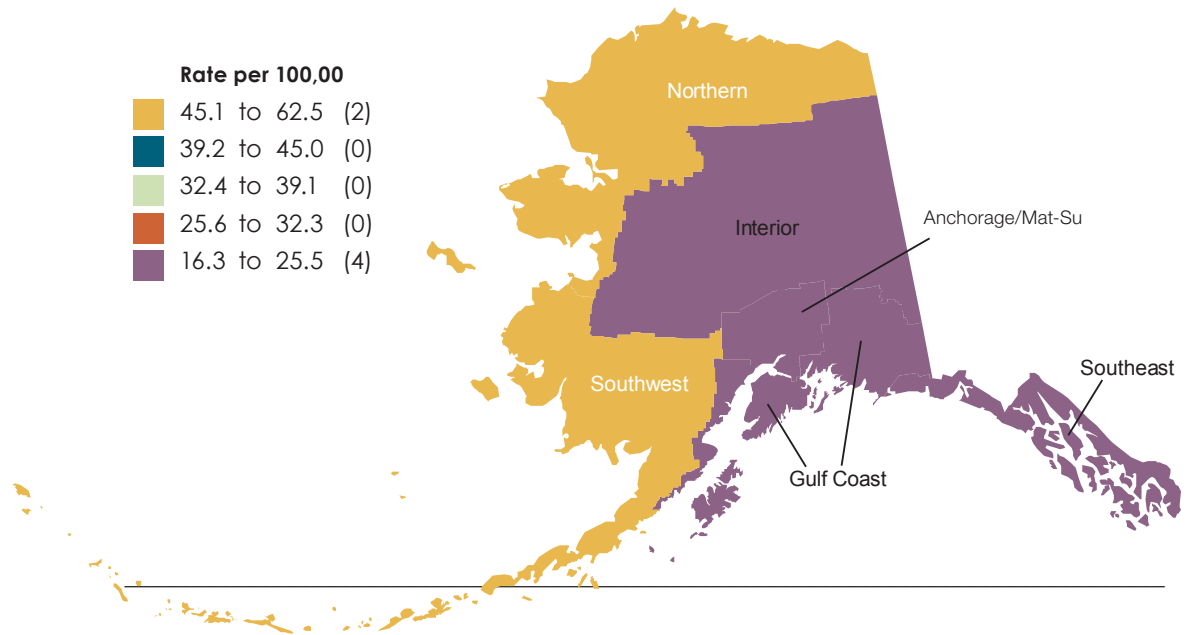 Rate per 100,00
45.1 to 62.5 (2)
39.2 to 45.0 (0)
32.4 to 39.1 (0)
25.6 to 32.3 (0)
16.3 to 25.5 (4)
Northern
Interior
Anchorage/Mat-Su
Southwest
Southeast
Gulf Coast